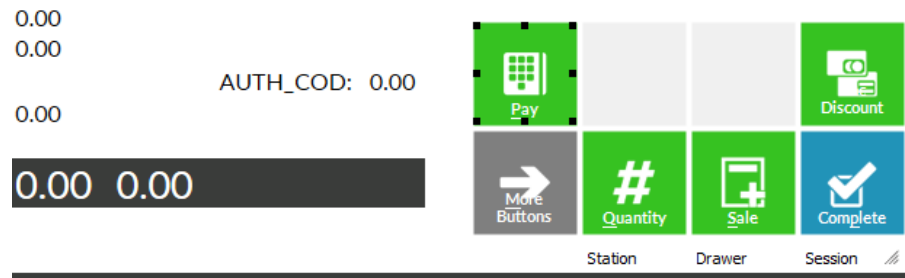 0.00
0.00
AUTH_COD: 0.00
0.00
0.00 0.00
Pay
Discount
More
Buttons
# Quantity
Sale
Complete
Station Drawer Session